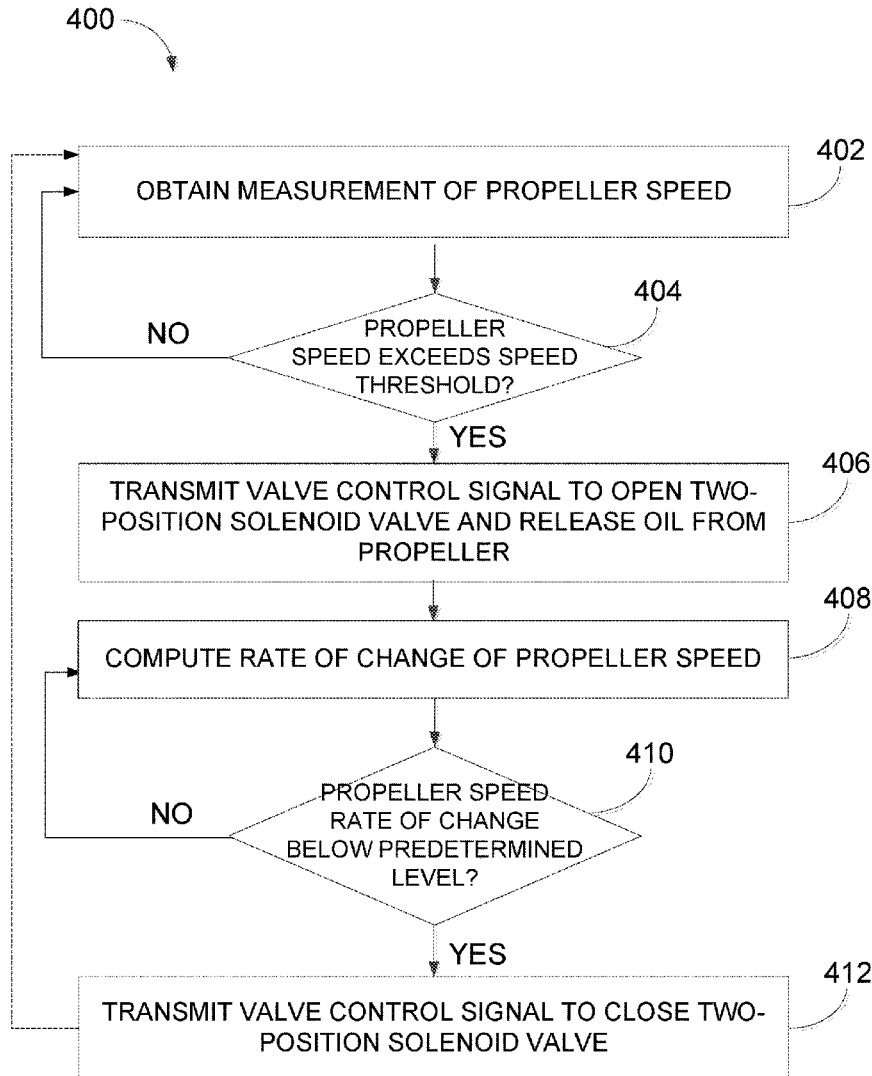 400
402
OBTAIN MEASUREMENT OF PROPELLER SPEED
404
PROPELLER
SPEED EXCEEDS SPEED
THRESHOLD?
NO
YES
406
TRANSMIT VALVE CONTROL SIGNAL TO OPEN TWO-
POSITION SOLENOID VALVE AND RELEASE OIL FROM
PROPELLER
408
COMPUTE RATE OF CHANGE OF PROPELLER SPEED
410
PROPELLER SPEED
RATE OF CHANGE
BELOW PREDETERMINED
LEVEL?
NO
YES
412
TRANSMIT VALVE CONTROL SIGNAL TO CLOSE TWO-
POSITION SOLENOID VALVE